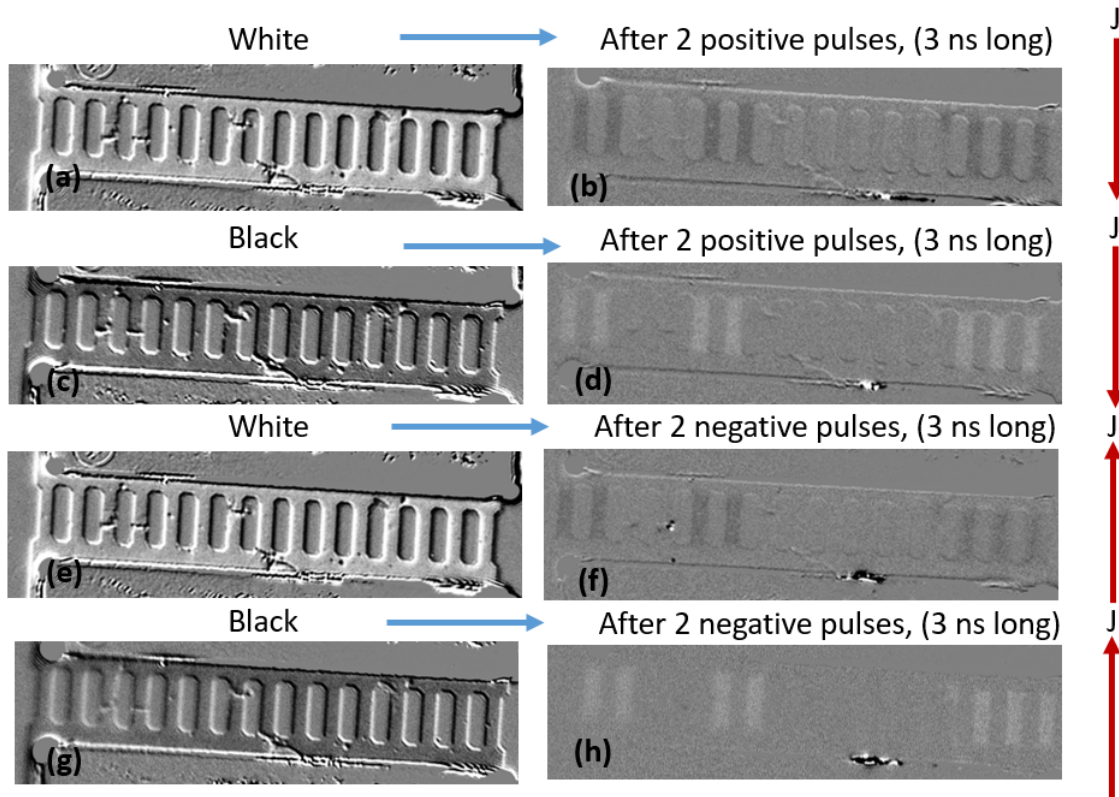 White
After 2 positive pulses, (3 ns long)
J
(a)
(b)
Black
After 2 positive pulses, (3 ns long)
J
(c)
(d)
White
After 2 negative pulses, (3 ns long)
J
(e)
(f)
Black
After 2 negative pulses, (3 ns long)
J
(g)
(h)